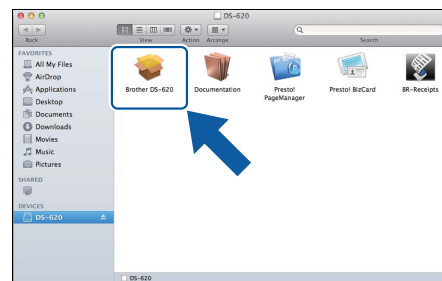 DS-620
Back
View
Action
Arrange
Search
FAVORITES
All My Files
AirDrop
Applications
Desktop
Documents
Downloads
Movies
Music
Pictures
SHARED
DEVICES
DS-620
Brother DS-620
Documentation
Presto!
PageManager
Presto! BizCard
BR-Receipts
DS-620